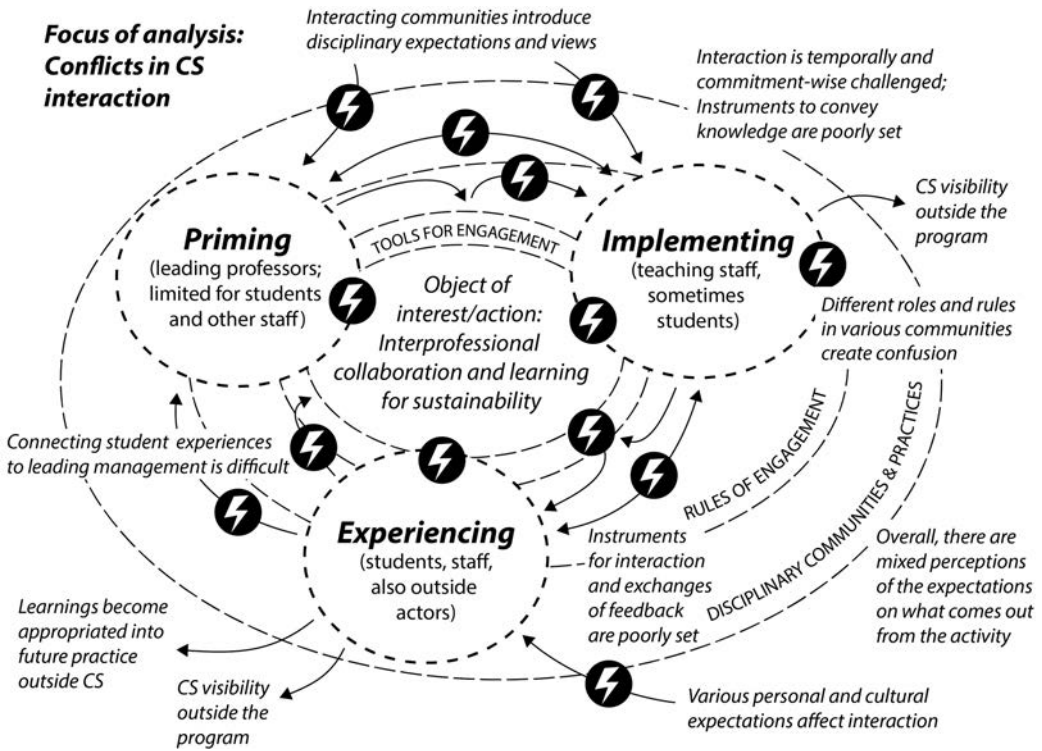 Focus of analysis:
Conflicts in CS
interaction
Interacting communities introduce
disciplinary expectations and views
Interaction is temporally and
commitment-wise challenged;
Instruments to convey
knowledge are poorly set
CS visibility
outside the
program
Priming
(leading professors;
limited for students
and other staff)
TOOLS FOR ENGAGEMENT
Implementing
(teaching staff,
sometimes
students)
Object of
interest/action:
Interprofessional
collaboration and learning
for sustainability
Different roles and rules
in various communities
create confusion
Connecting student experiences
to leading management is difficult
RULES OF ENGAGEMENT
DISCIPLINARY COMMUNITIES & PRACTICES
Experiencing
(students, staff,
also outside
actors)
Instruments
for interaction
and exchanges
of feedback
are poorly set
Overall, there are
mixed perceptions
of the expectations
on what comes out
from the activity
Learnings become
appropriated into
future practice
outside CS
CS visibility
outside the
program
Various personal and cultural
expectations affect interaction